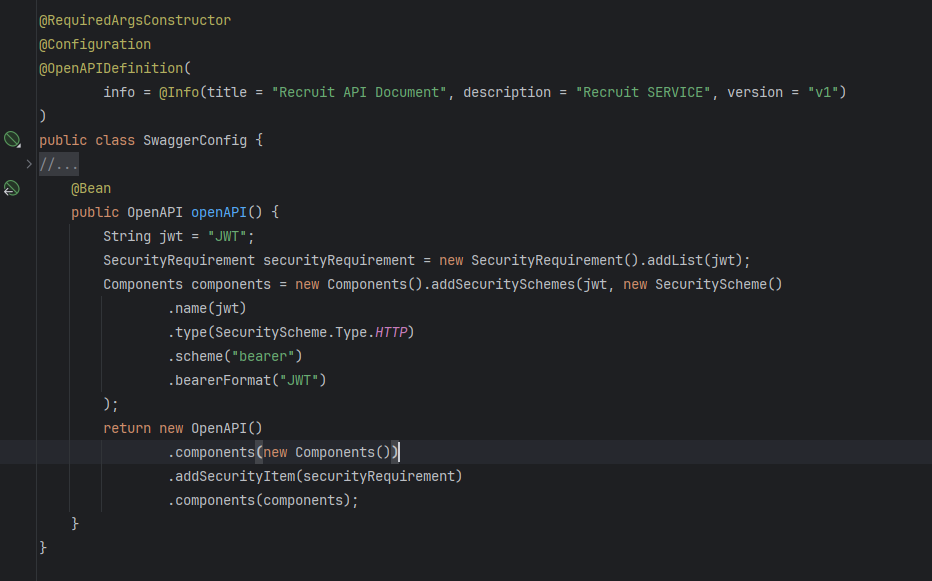 @RequiredArgsConstructor
@Configuration
@OpenAPIDefinition(
        info = @Info(title = "Recruit API Document", description = "Recruit SERVICE", version = "v1")
)
public class SwaggerConfig {
//...
    @Bean
    public OpenAPI openAPI() {
        String jwt = "JWT";
        SecurityRequirement securityRequirement = new SecurityRequirement().addList(jwt);
        Components components = new Components().addSecuritySchemes(jwt, new SecurityScheme()
                .name(jwt)
                .type(SecurityScheme.Type.HTTP)
                .scheme("bearer")
                .bearerFormat("JWT")
        );
        return new OpenAPI()
                .components(new Components())
                .addSecurityItem(securityRequirement)
                .components(components);
    }
}